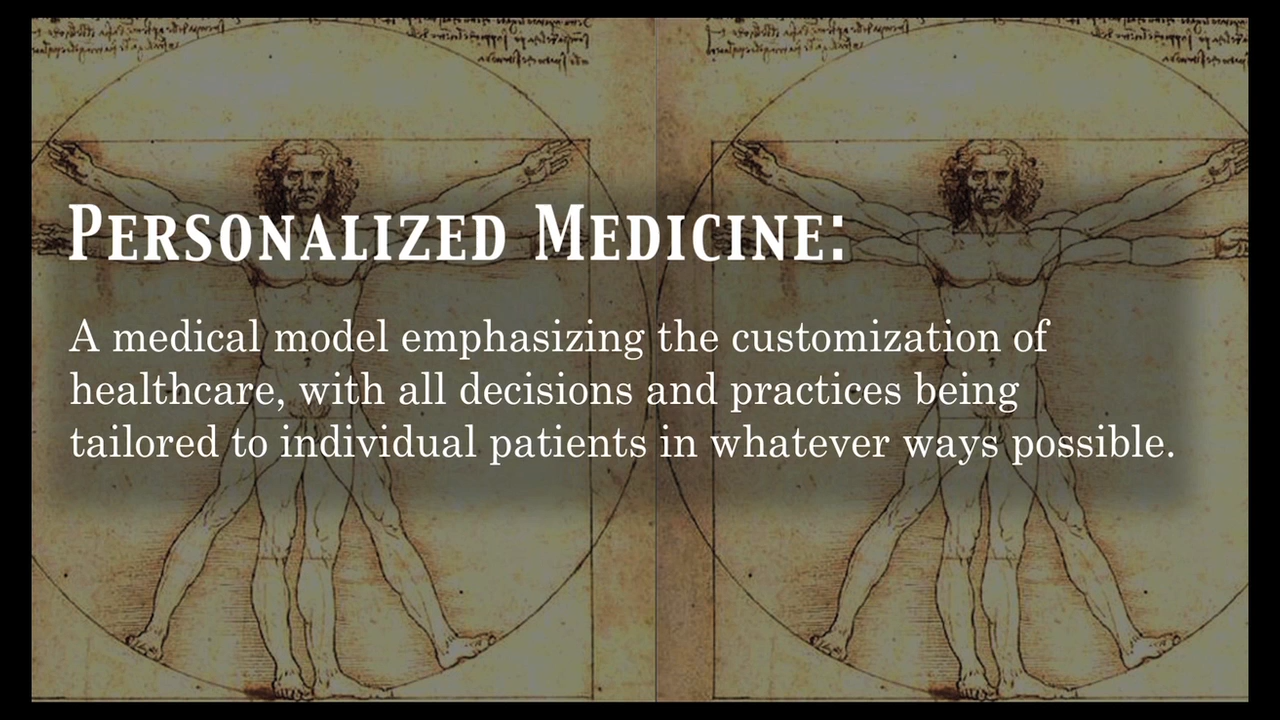 Personalized Medicine:
A medical model emphasizing the customization of
healthcare, with all decisions and practices being
tailored to individual patients in whatever ways possible.